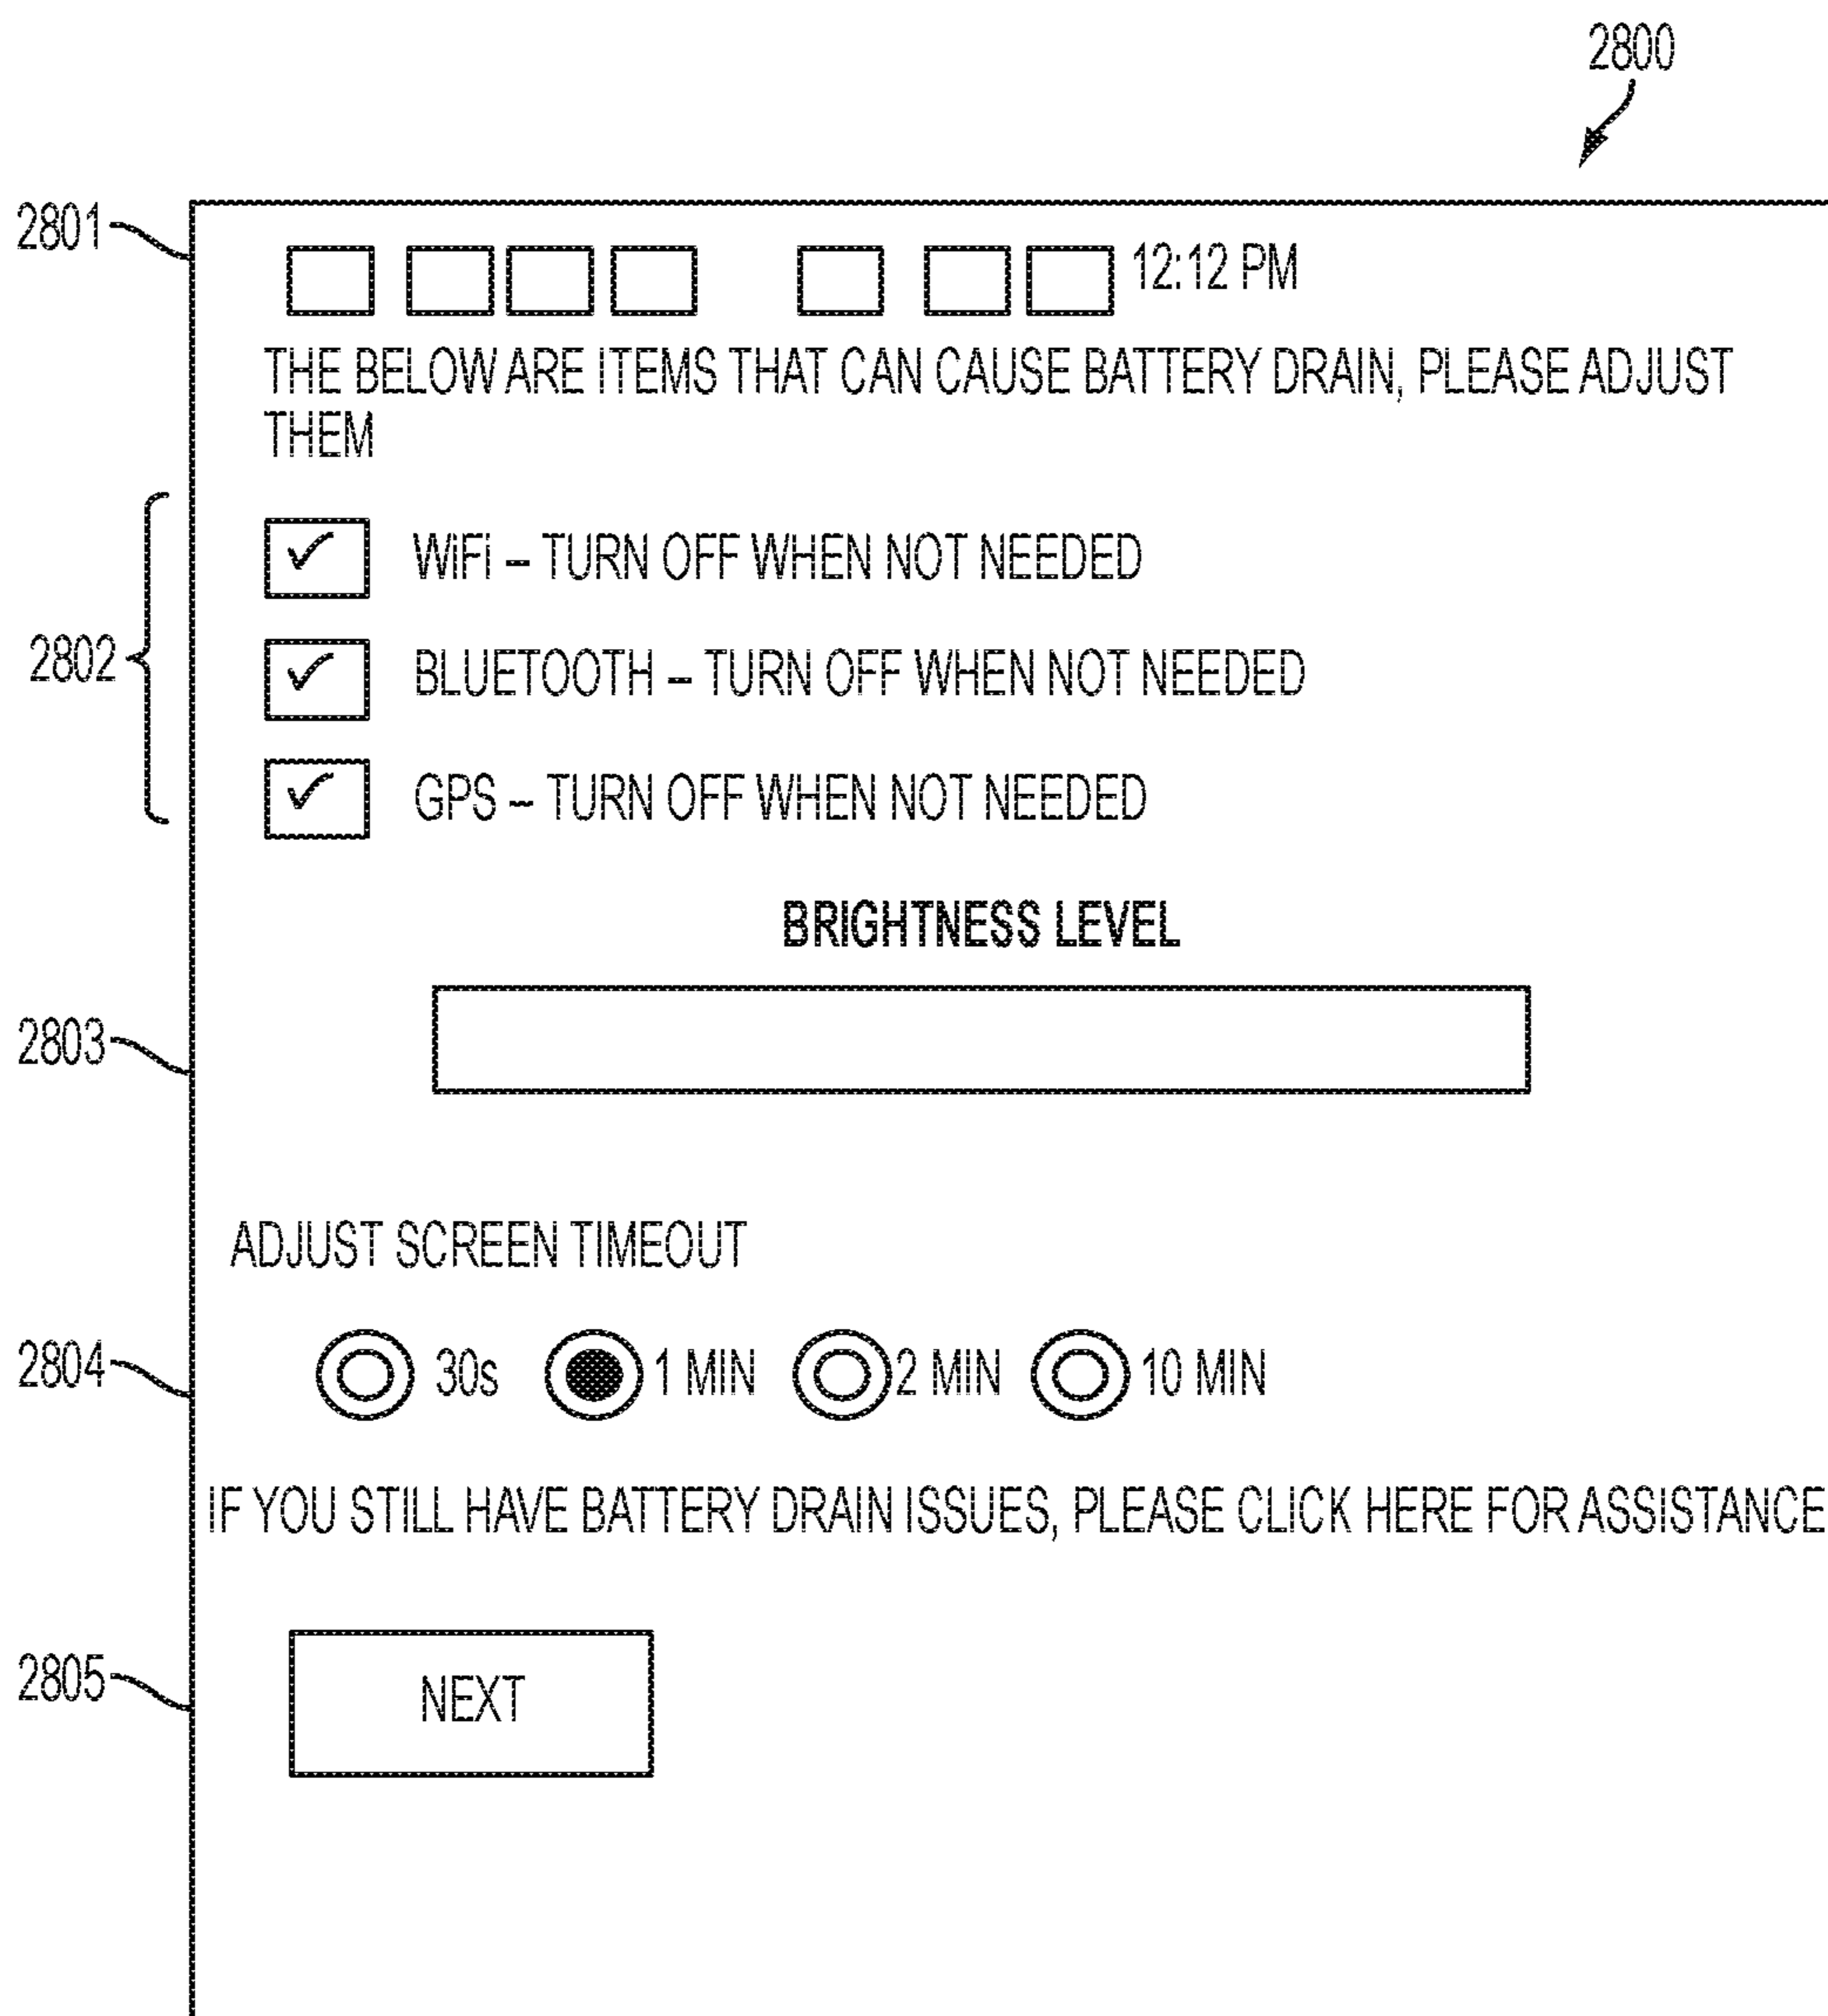 2800
2801
12:12 PM
THE BELOW ARE ITEMS THAT CAN CAUSE BATTERY DRAIN, PLEASE ADJUST
THEM
2802
WiFi – TURN OFF WHEN NOT NEEDED
BLUETOOTH – TURN OFF WHEN NOT NEEDED
GPS – TURN OFF WHEN NOT NEEDED
BRIGHTNESS LEVEL
2803
ADJUST SCREEN TIMEOUT
2804
30s 1 MIN 2 MIN 10 MIN
IF YOU STILL HAVE BATTERY DRAIN ISSUES, PLEASE CLICK HERE FOR ASSISTANCE
2805
NEXT